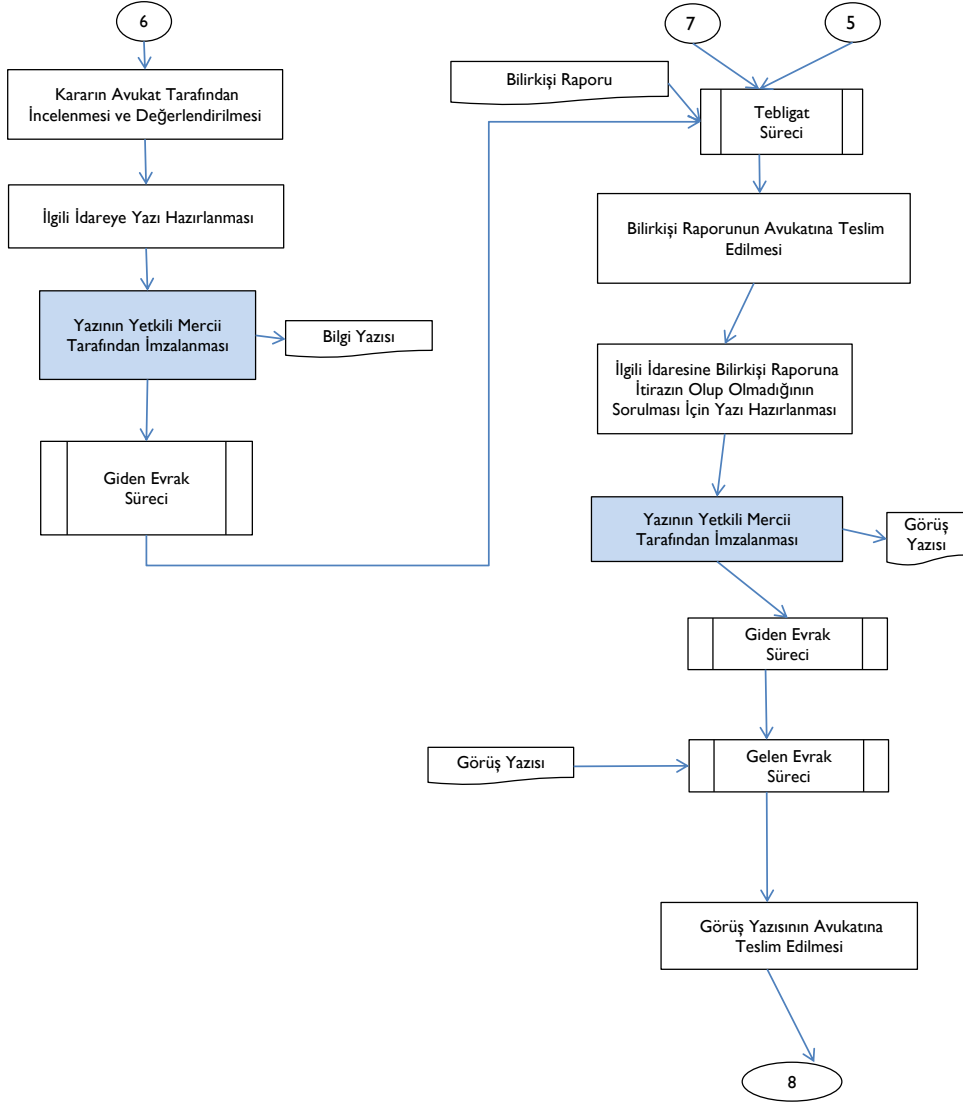 6
Kararın Avukat Tarafından
İncelenmesi ve Değerlendirilmesi
İlgili İdareye Yazı Hazırlanması
Yazının Yetkili Mercii
Tarafından İmzalanması
Bilgi Yazısı
Giden Evrak
Süreci
7
5
Bilirkişi Raporu
Tebligat
Süreci
Bilirkişi Raporunun Avukatına Teslim
Edilmesi
İlgili İdaresine Bilirkişi Raporuna
İtirazın Olup Olmadığının
Sorulması İçin Yazı Hazırlanması
Yazının Yetkili Mercii
Tarafından İmzalanması
Görüş
Yazısı
Giden Evrak
Süreci
Görüş Yazısı
Gelen Evrak
Süreci
Görüş Yazısının Avukatına
Teslim Edilmesi
8